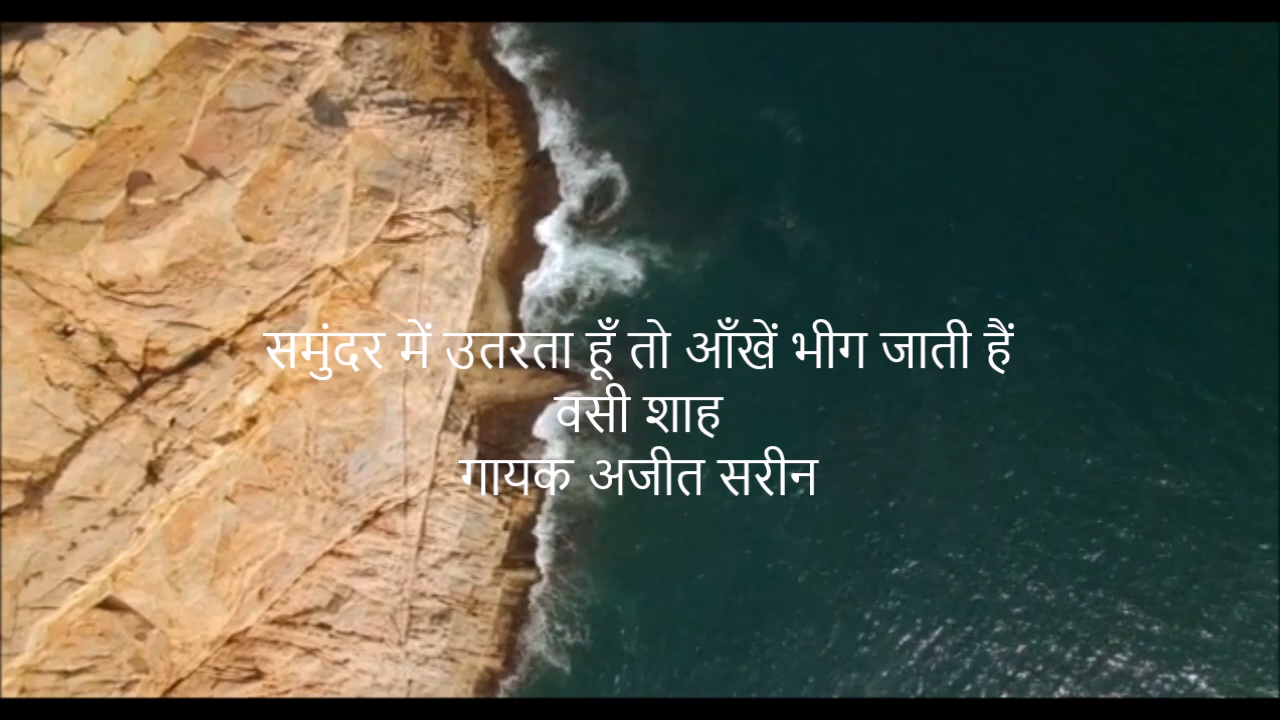 समुंदर में उतरता हूँ तो आँखें भीग जाती हैं
वसी शाह
गायक अजीत सरीन